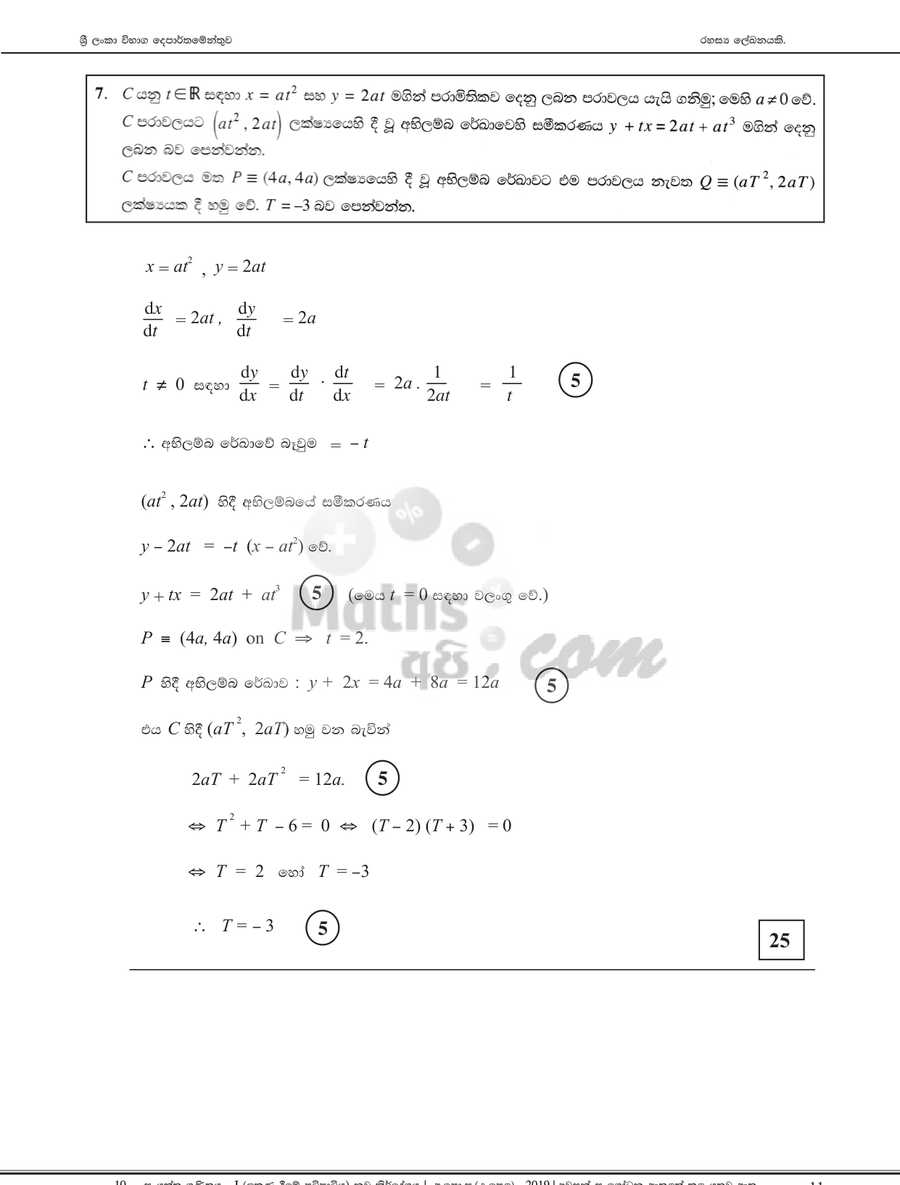 ශ්‍රී ලංකා විභාග දෙපාර්තමේන්තුව රහස්‍ය ලේඛනයකි.
7. C යනු t ∈ ℝ සඳහා x = at² සහ y = 2at මගින් පරාමිතිකව දෙනු ලබන පරාවලය යැයි ගනිමු; මෙහි a ≠ 0 වේ.
C පරාවලයට (at², 2at) ලක්ෂ්‍යයෙහි දී වූ අභිලම්බ රේඛාවෙහි සමීකරණය y + tx = 2at + at³ මගින් දෙනු
ලබන බව පෙන්වන්න.
C පරාවලය මත P ≡ (4a, 4a) ලක්ෂ්‍යයෙහි දී වූ අභිලම්බ රේඛාවට එම පරාවලය නැවත Q ≡ (aT², 2aT)
ලක්ෂ්‍යයක දී හමු වේ. T = –3 බව පෙන්වන්න.
x = at² , y = 2at
dx/dt = 2at , dy/dt = 2a
t ≠ 0 සඳහා dy/dx = dy/dt · dt/dx = 2a . 1/2at = 1/t 5
∴ අභිලම්බ රේඛාවේ බෑවුම = – t
(at², 2at) හිදී අභිලම්බයේ සමීකරණය
y – 2at = –t (x – at²) වේ.
y + tx = 2at + at³ 5 (මෙය t = 0 සඳහා වලංගු වේ.)
Maths
P ≡ (4a, 4a) on C ⇒ t = 2.
අපි . com
P හිදී අභිලම්බ රේඛාව : y + 2x = 4a + 8a = 12a 5
එය C හිදී (aT², 2aT) හමු වන බැවින්
2aT + 2aT² = 12a. 5
⇔ T² + T – 6 = 0 ⇔ (T – 2) (T + 3) = 0
⇔ T = 2 හෝ T = –3
∴ T = – 3 5
25